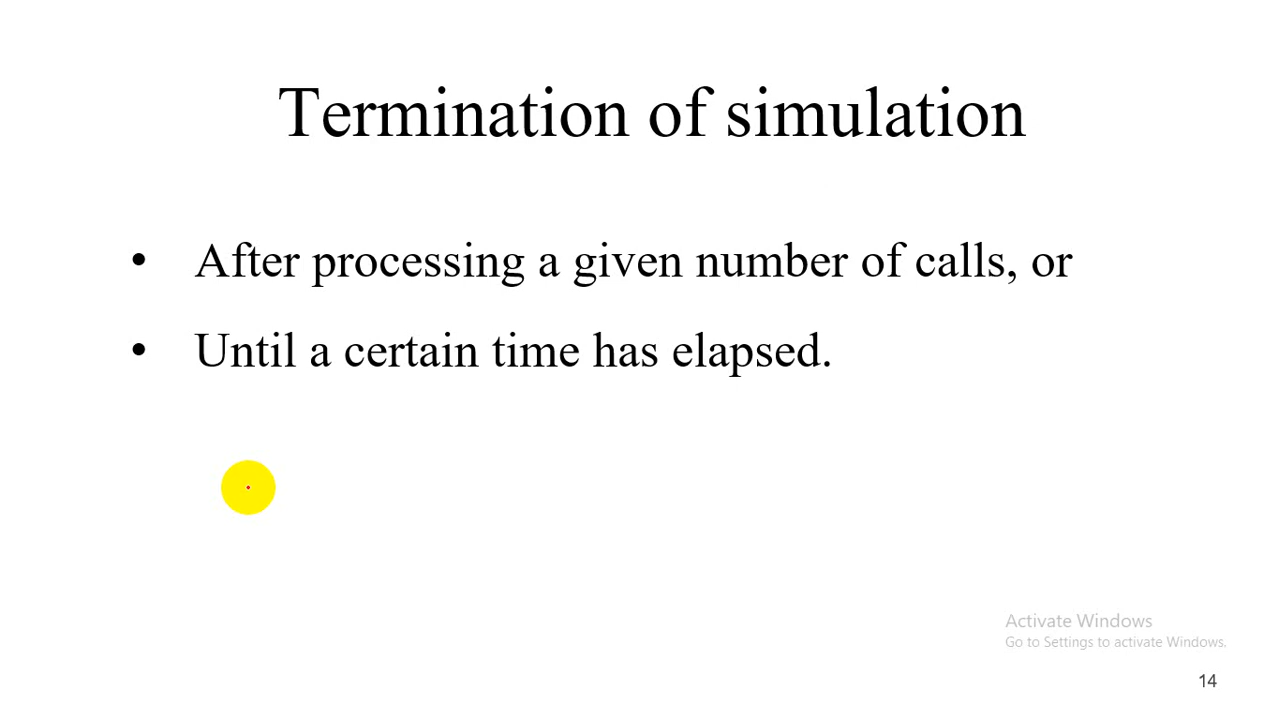 Termination of simulation
• After processing a given number of calls, or
• Until a certain time has elapsed.
Activate Windows
Go to Settings to activate Windows.
14